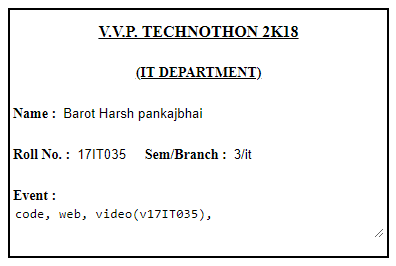 V.V.P. TECHNOTHON 2K18
(IT DEPARTMENT)
Name : Barot Harsh pankajbhai
Roll No. : 17IT035 Sem/Branch : 3/it
Event :
code, web, video(v17IT035),